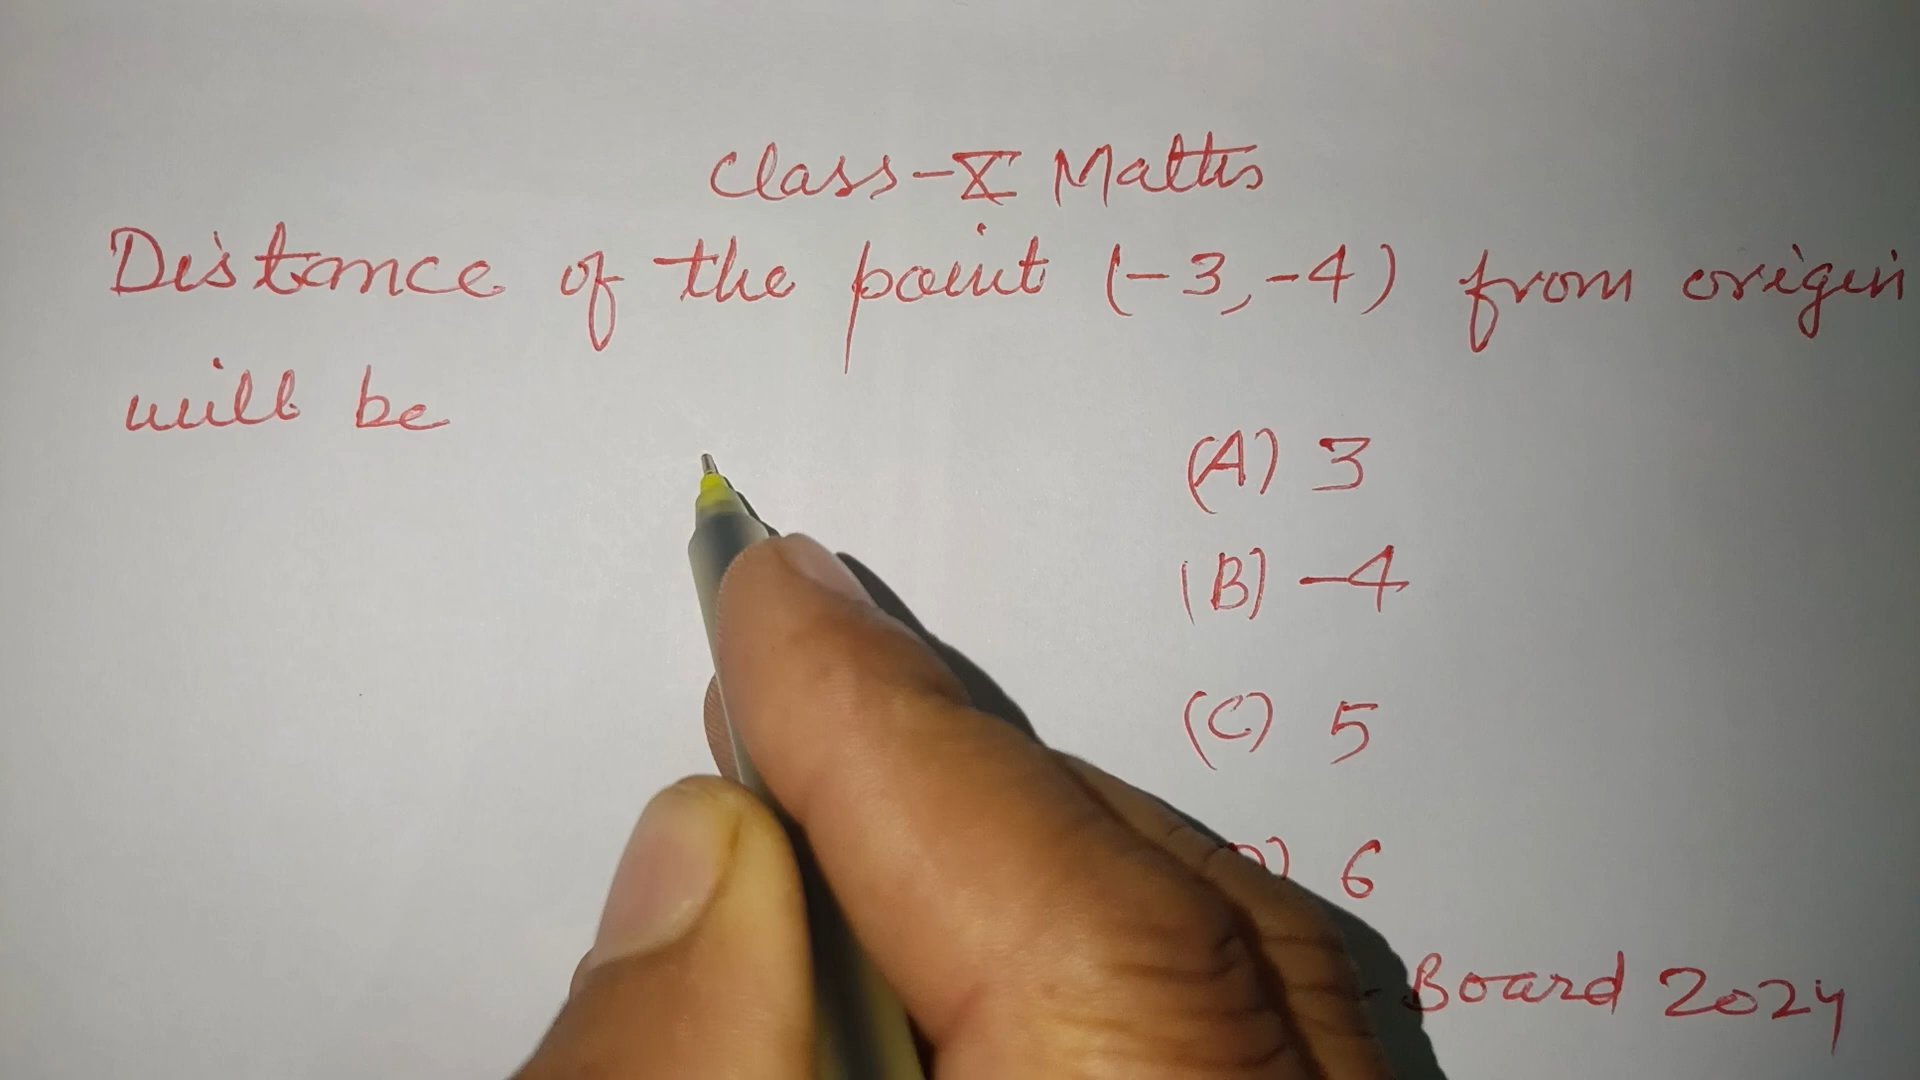 Class-X Maths
Distance of the point (-3,-4) from origin
will be
(A) 3
(B) -4
(C) 5
) 6
Board 2024